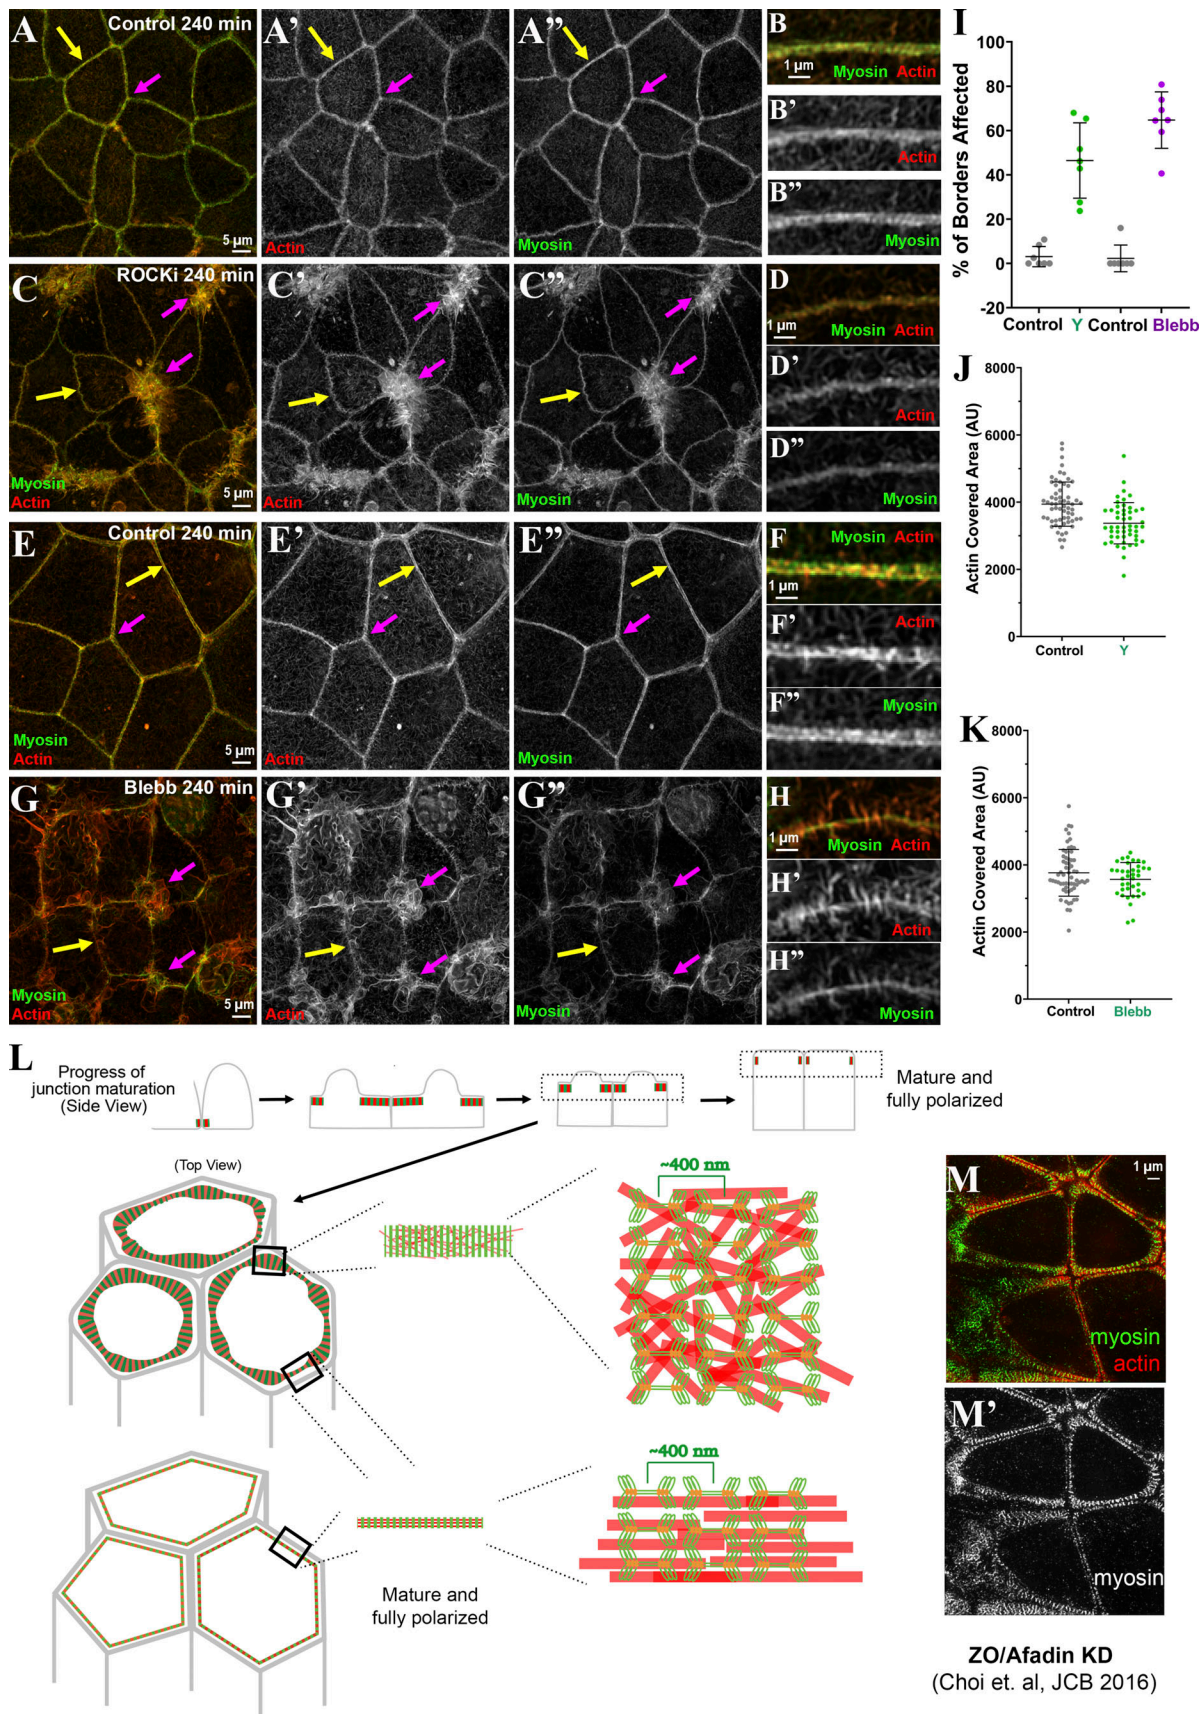 A
Control 240 min
5 µm
A’
Actin
A”
Myosin
B
1 µm
Myosin Actin
B’
Actin
B”
Myosin
C
ROCKi 240 min
Myosin
Actin
5 µm
C’
Actin
C”
Myosin
D
1 µm
Myosin Actin
D’
Actin
D”
Myosin
E
Control 240 min
Myosin
Actin
5 µm
E’
Actin
E”
Myosin
F
Myosin Actin
1 µm
F’
Actin
F”
Myosin
G
Blebb 240 min
Myosin
Actin
5 µm
G’
Actin
G”
Myosin
H
1 µm
Myosin Actin
H’
Actin
H”
Myosin
I
% of Borders Affected
100
80
60
40
20
0
-20
Control Y Control Blebb
J
Actin Covered Area (AU)
8000
6000
4000
2000
0
Control Y
K
Actin Covered Area (AU)
8000
6000
4000
2000
0
Control Blebb
L
Progress of
junction maturation
(Side View)
Mature and
fully polarized
(Top View)
~400 nm
~400 nm
Mature and
fully polarized
M
1 µm
myosin
actin
M’
myosin
ZO/Afadin KD
(Choi et. al, JCB 2016)